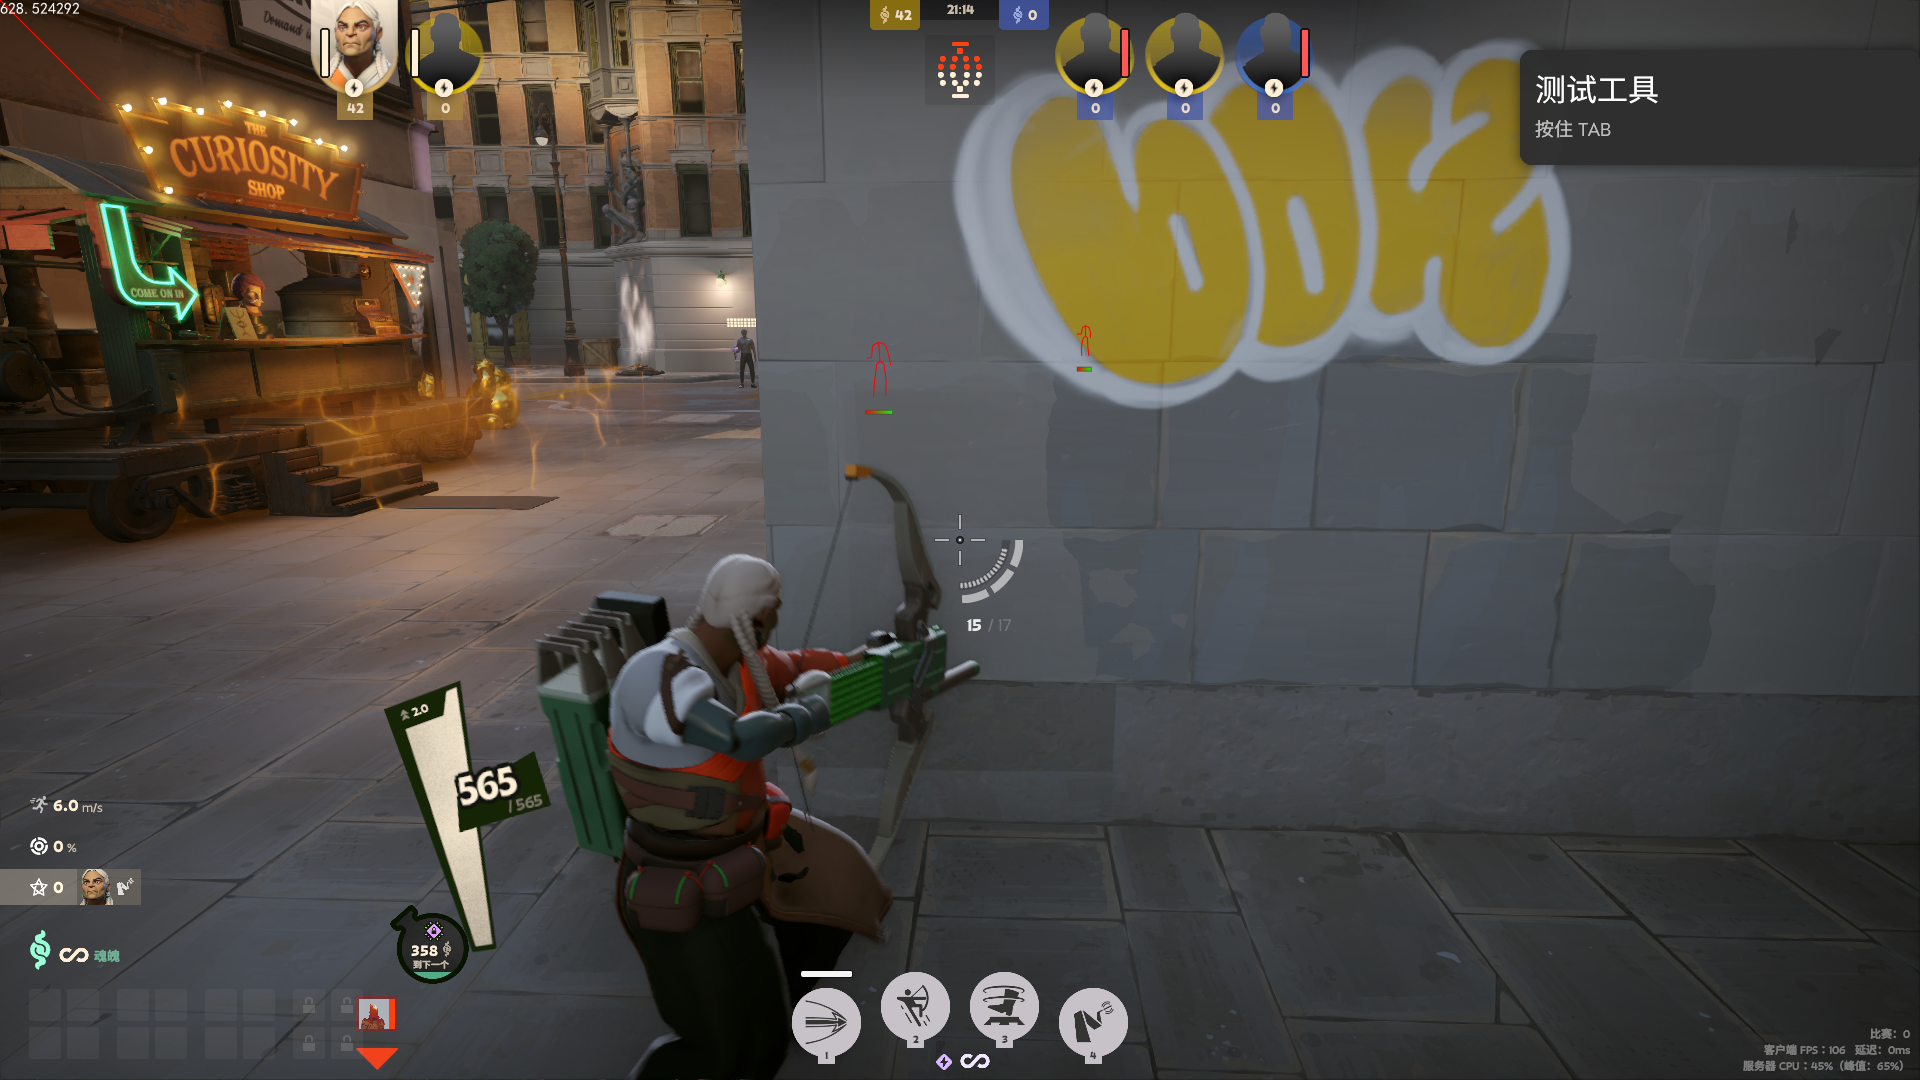 628. 524292
Demand
42
21:14
0
42
0
0
0
0
测试工具
按住 TAB
THE
CURIOSITY
SHOP
COME ON IN
15 / 17
2.0
565
/ 565
6.0 m/s
0 %
0
魂魄
358
到下一个
1
2
3
4
比赛: 0
客户端 FPS : 106 延迟: 0ms
服务器 CPU : 45% (峰值: 65%)